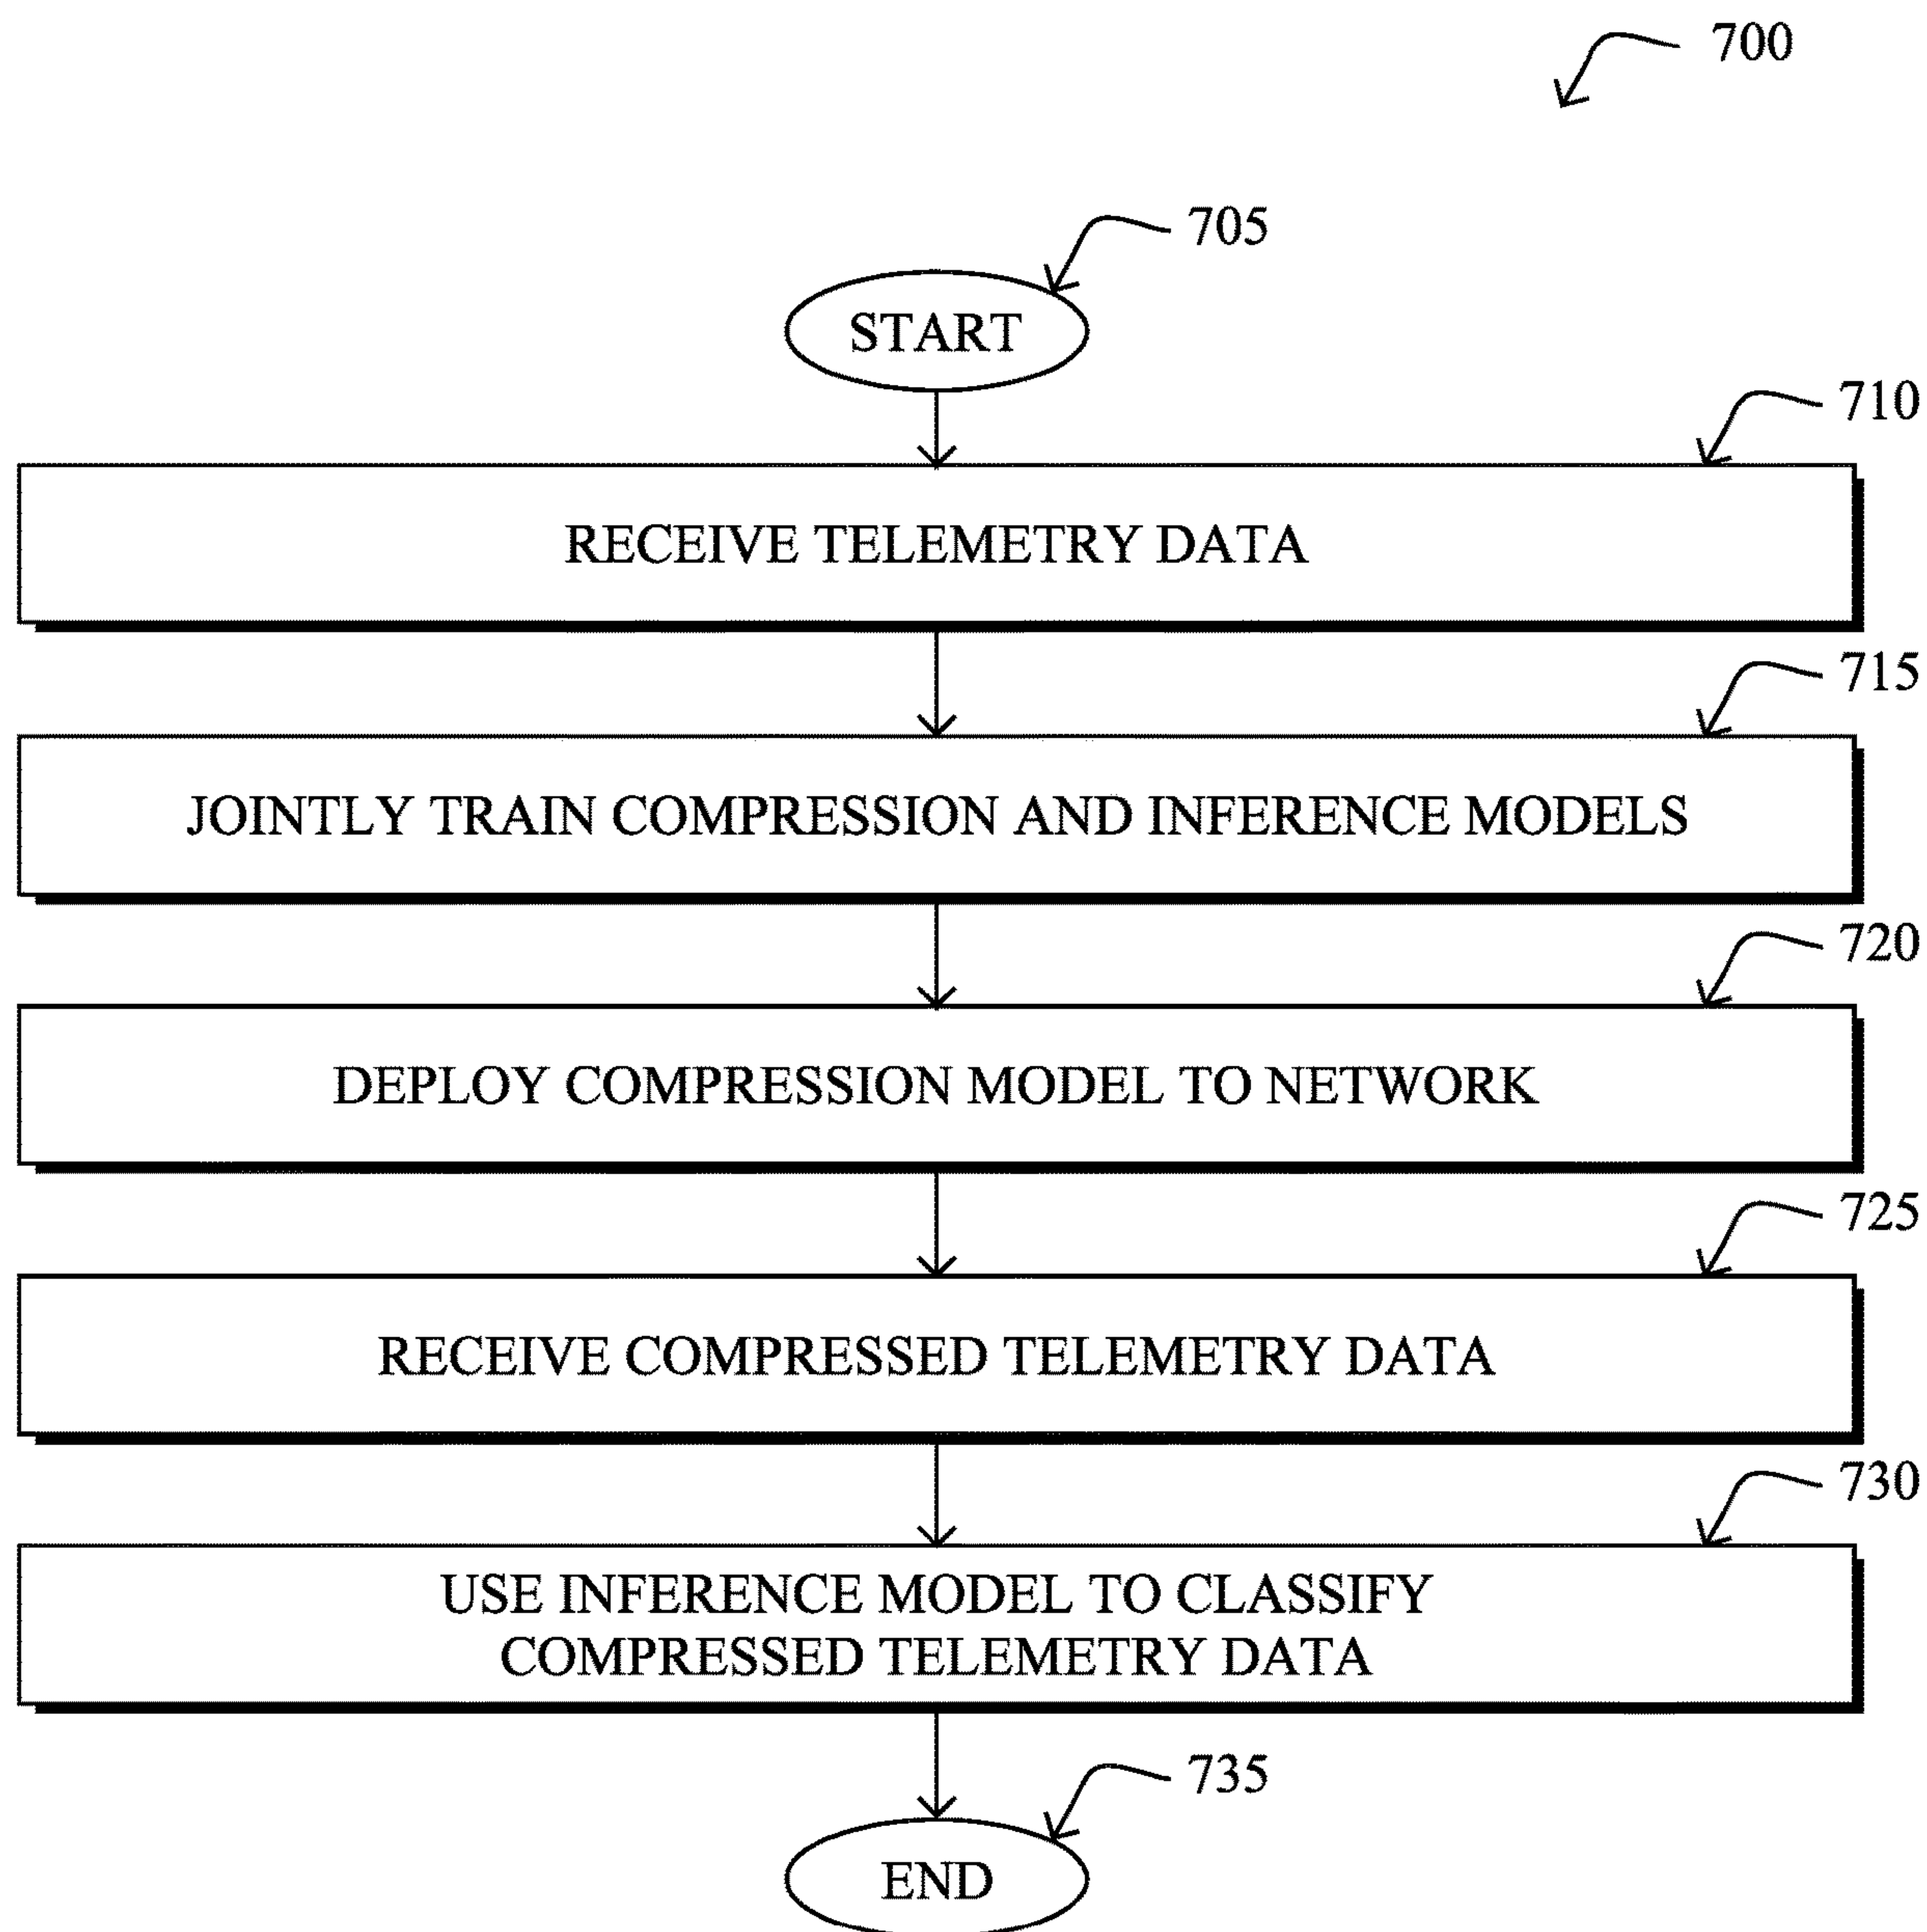 700
705
START
710
RECEIVE TELEMETRY DATA
715
JOINTLY TRAIN COMPRESSION AND INFERENCE MODELS
720
DEPLOY COMPRESSION MODEL TO NETWORK
725
RECEIVE COMPRESSED TELEMETRY DATA
730
USE INFERENCE MODEL TO CLASSIFY
COMPRESSED TELEMETRY DATA
735
END